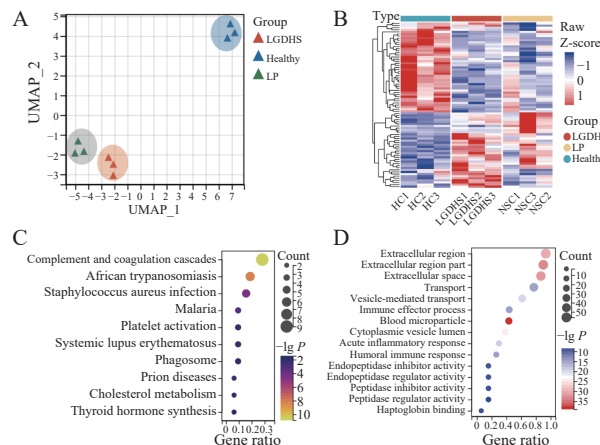 A
UMAP_2
5
4
3
2
1
0
−1
−2
−3
−5 −4 −3 −2 −1 0 1 2 3 4 5 6 7
UMAP_1
Group
LGDHS
Healthy
LP
B
Type
HC1 HC2 HC3 LGDHS1 LGDHS2 LGDHS3 NSC1 NSC3 NSC2
Raw
Z-score
−1
0
1
Group
LGDHS
LP
Health
C
Complement and coagulation cascades
African trypanosomiasis
Staphylococcus aureus infection
Malaria
Platelet activation
Systemic lupus erythematosus
Phagosome
Prion diseases
Cholesterol metabolism
Thyroid hormone synthesis
0 0.1 0.2 0.3
Gene ratio
Count
2
3
4
5
6
7
8
9
−lg P
2
4
6
8
10
D
Extracellular region
Extracellular region part
Extracellular space
Transport
Vesicle-mediated transport
Immune effector process
Blood microparticle
Cytoplasmic vesicle lumen
Acute inflammatory response
Humoral immune response
Endopeptidase inhibitor activity
Endopeptidase regulator activity
Peptidase inhibitor activity
Peptidase regulator activity
Haptoglobin binding
0 0.2 0.4 0.6 0.8 1.0
Gene ratio
Count
10
20
30
40
50
−lg P
10
15
20
25
30
35